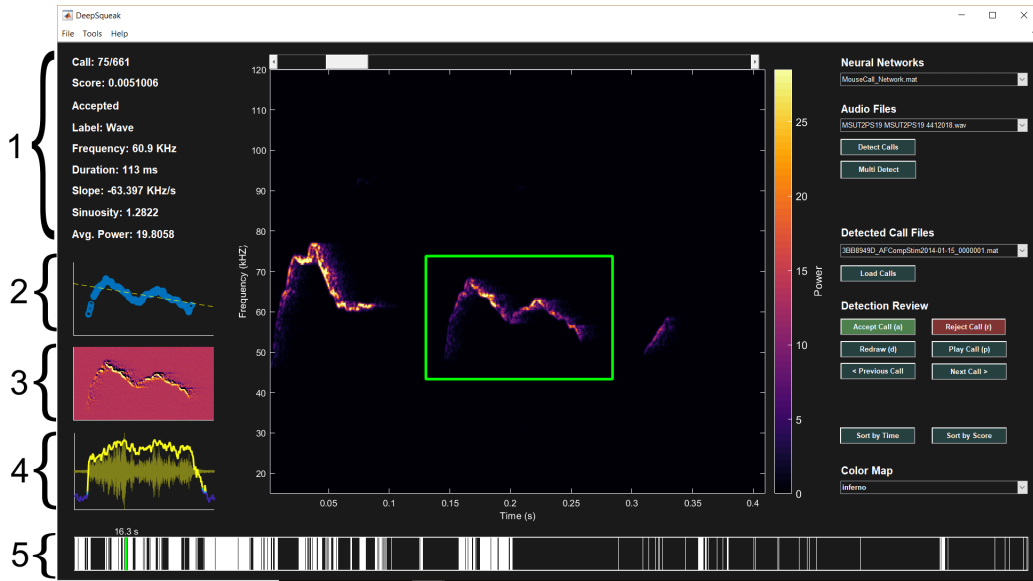 DeepSqueak
File Tools Help
1
Call: 75/661
Score: 0.0051006
Accepted
Label: Wave
Frequency: 60.9 KHz
Duration: 113 ms
Slope: -63.397 KHz/s
Sinuosity: 1.2822
Avg. Power: 19.8058
2
3
4
16.3 s
5
120
110
100
90
80
70
60
50
40
30
20
Frequency (kHZ;
0.05 0.1 0.15 0.2 0.25 0.3 0.35 0.4
Time (s)
25
20
15
10
5
0
Power
Neural Networks
MouseCall_Network.mat
Audio Files
MSUT2PS19 MSUT2PS19 4412018.wav
Detect Calls
Multi Detect
Detected Call Files
3BB8949D_AFCompStim2014-01-15_0000001.mat
Load Calls
Detection Review
Accept Call (a) Reject Call (r)
Redraw (d) Play Call (p)
< Previous Call Next Call >
Sort by Time Sort by Score
Color Map
inferno